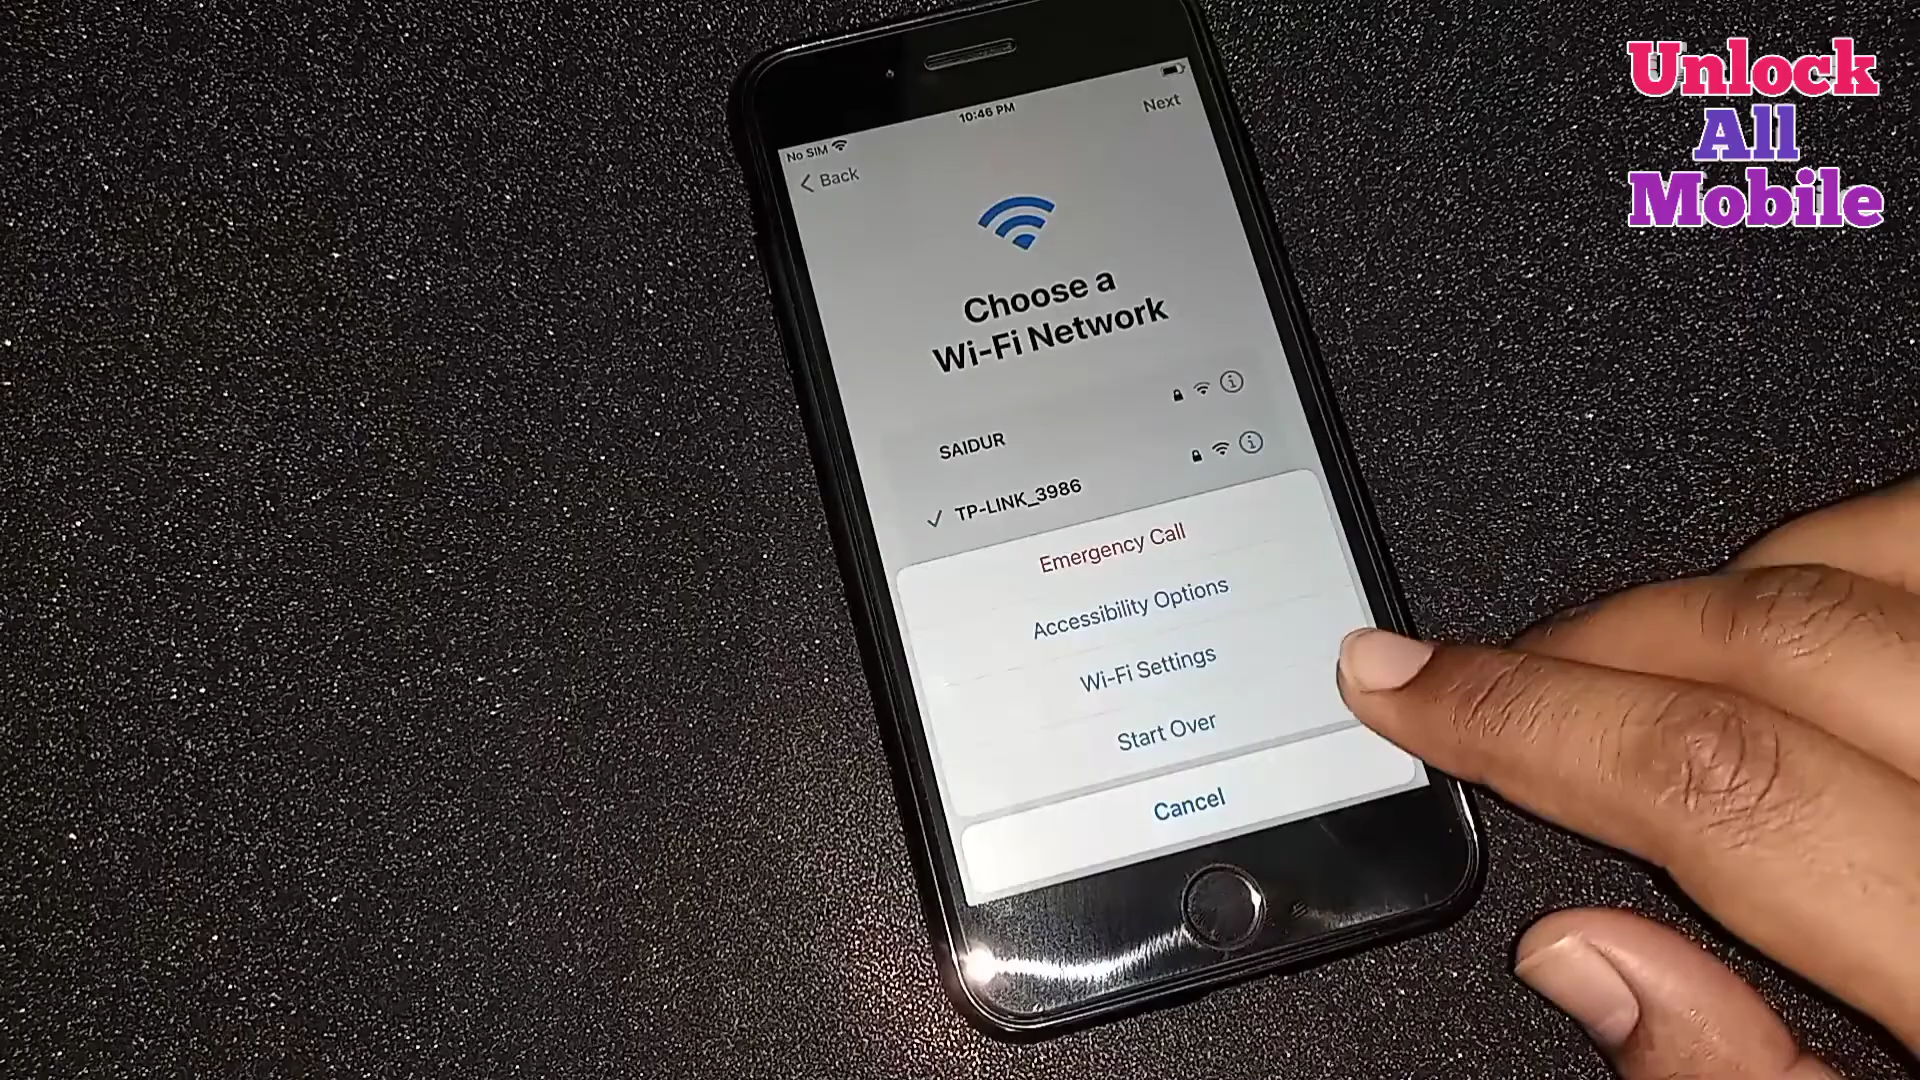 Unlock
All
Mobile
10:46 PM
No SIM
Next
Back
Choose a
Wi-Fi Network
SAIDUR
TP-LINK_3986
Emergency Call
Accessibility Options
Wi-Fi Settings
Start Over
Cancel